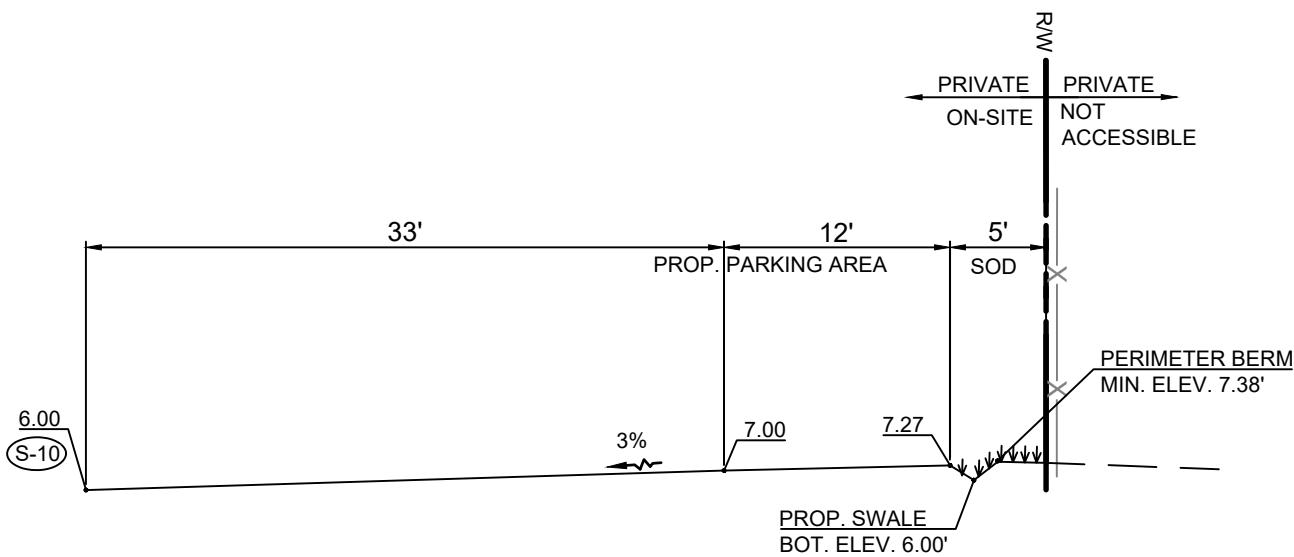 R/W
PRIVATE PRIVATE
ON-SITE NOT
ACCESSIBLE
33' 12' 5'
PROP. PARKING AREA SOD
PERIMETER BERM
MIN. ELEV. 7.38'
6.00 3% 7.00 7.27
S-10
PROP. SWALE
BOT. ELEV. 6.00'